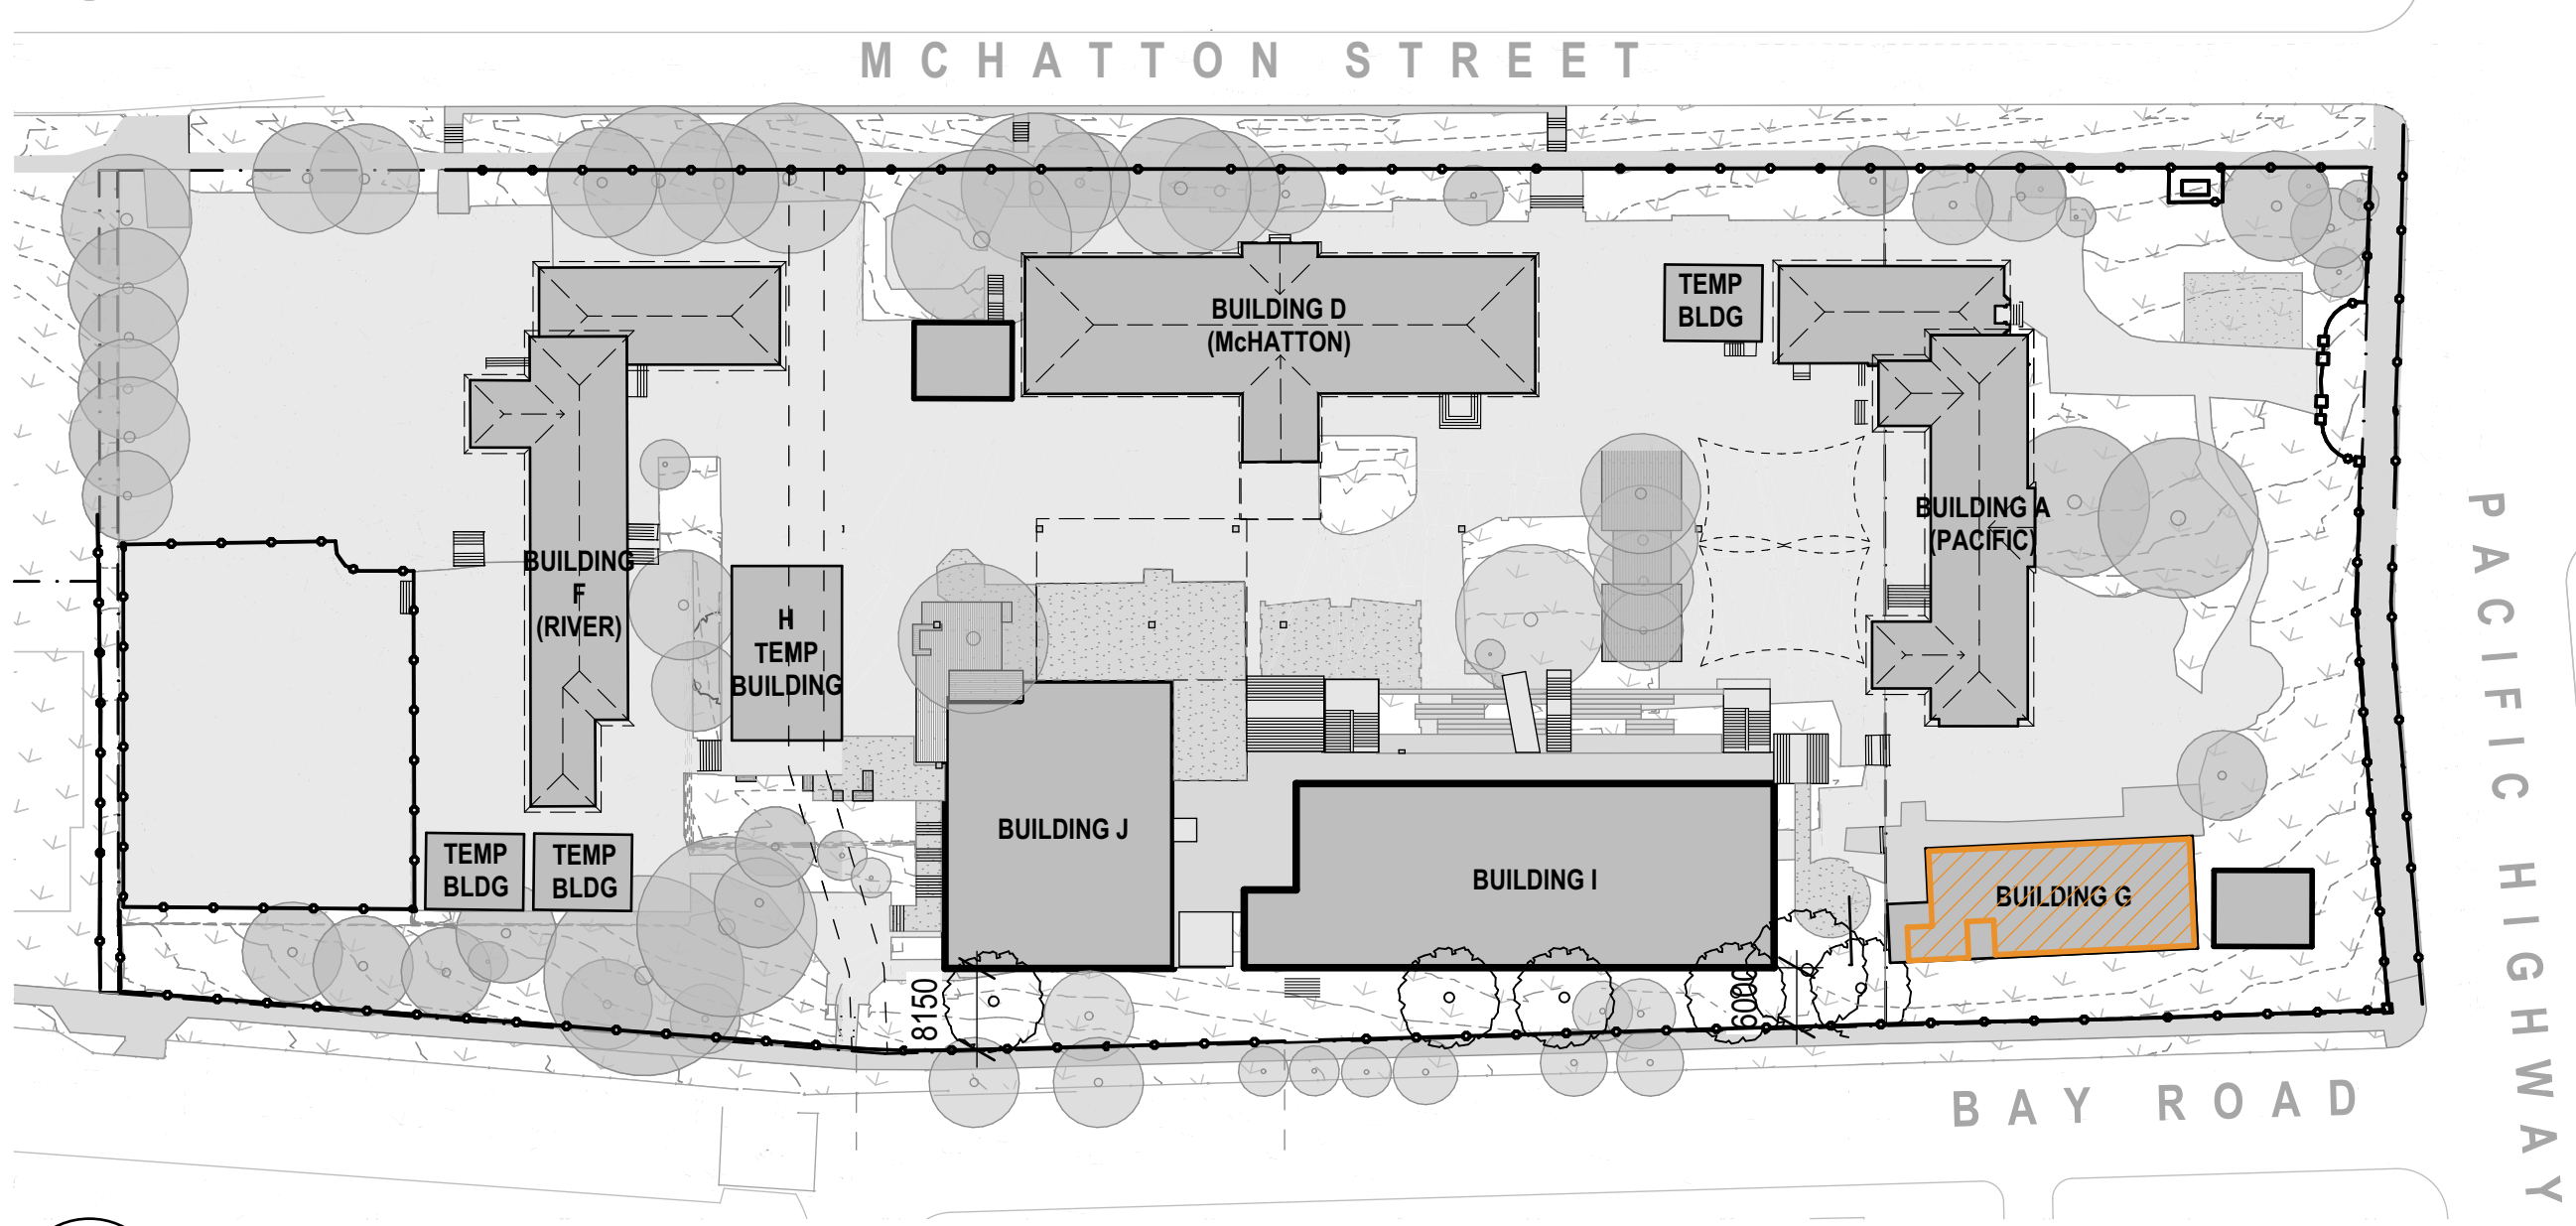 MCHATTON STREET
BUILDING D
(McHATTON)
TEMP
BLDG
BUILDING A
(PACIFIC)
BUILDING
F
(RIVER)
H
TEMP
BUILDING
BUILDING J
BUILDING I
BUILDING G
TEMP
BLDG
TEMP
BLDG
8150
6000
BAY ROAD
PACIFIC HIGHWAY